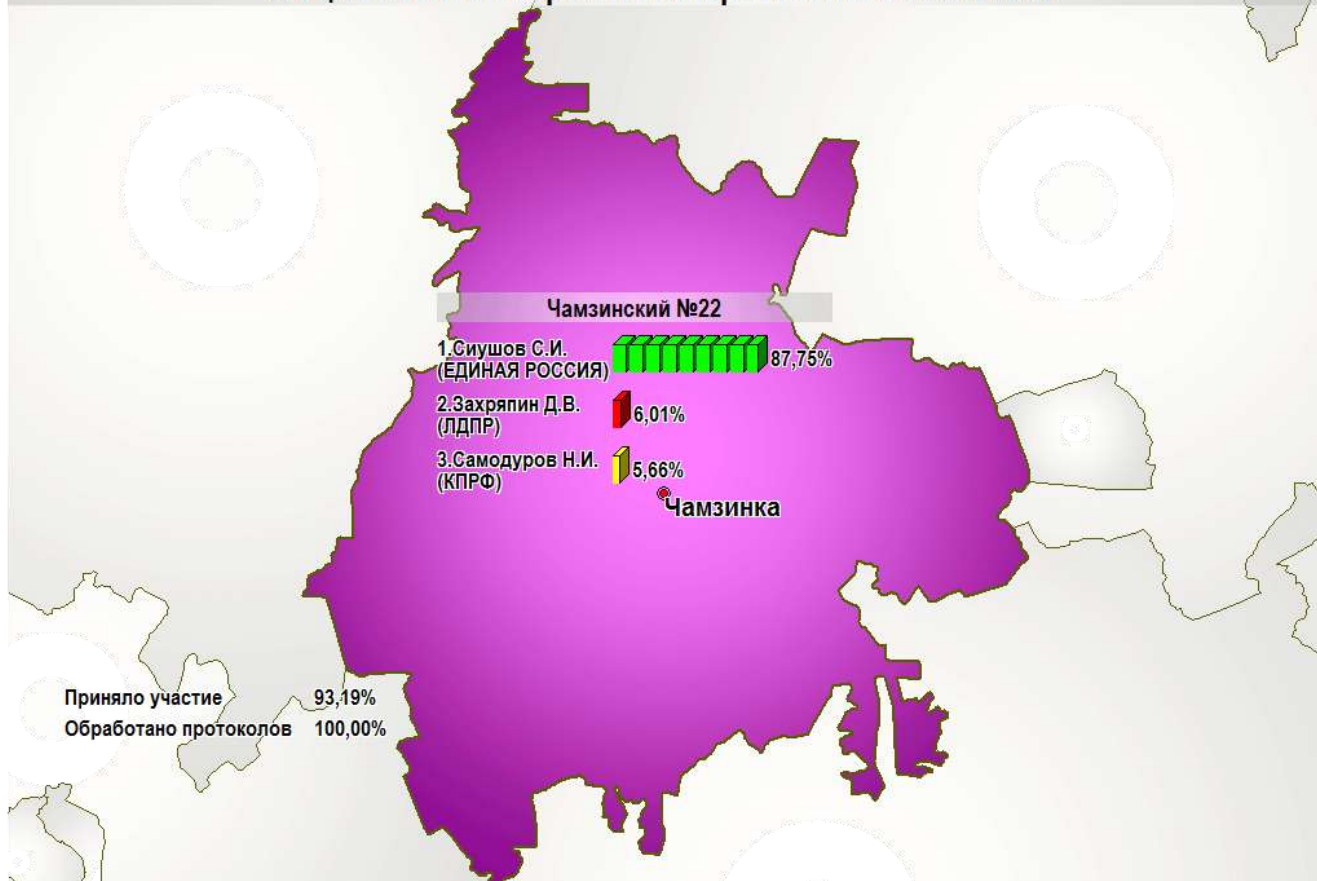 Чамзинский №22
1.Сиушов С.И.
(ЕДИНАЯ РОССИЯ)
87,75%
2.Захряпин Д.В.
(ЛДПР)
6,01%
3.Самодуров Н.И.
(КПРФ)
5,66%
Чамзинка
Приняло участие 93,19%
Обработано протоколов 100,00%